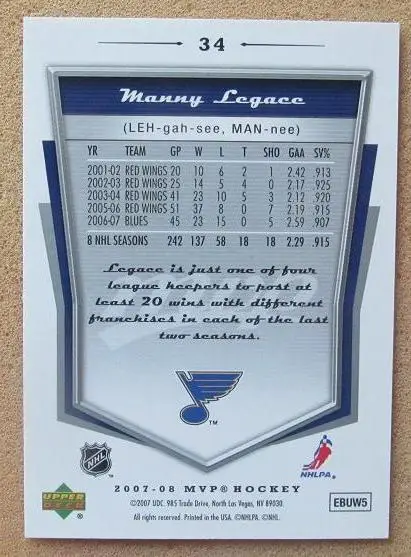 34
Manny Legace
(LEH-gah-see, MAN-nee)
YR TEAM GP W L T SHO GAA SV%
2001-02 RED WINGS 20 10 6 2 1 2.42 .913
2002-03 RED WINGS 25 14 5 4 0 2.17 .925
2003-04 RED WINGS 41 23 10 5 3 2.12 .920
2005-06 RED WINGS 51 37 8 0 7 2.19 .915
2006-07 BLUES 45 23 15 0 5 2.59 .907
8 NHL SEASONS 242 137 58 18 18 2.29 .915
Legace is just one of four
league keepers to post at
least 20 wins with different
franchises in each of the last
two seasons.
NHL
NHLPA.
2007-08 MVP® HOCKEY
UPPER
DECK
©2007 UDC. 985 Trade Drive, North Las Vegas, NV 89030.
All rights reserved. Printed in the USA. ©NHLPA. ©NHL.
EBUW5